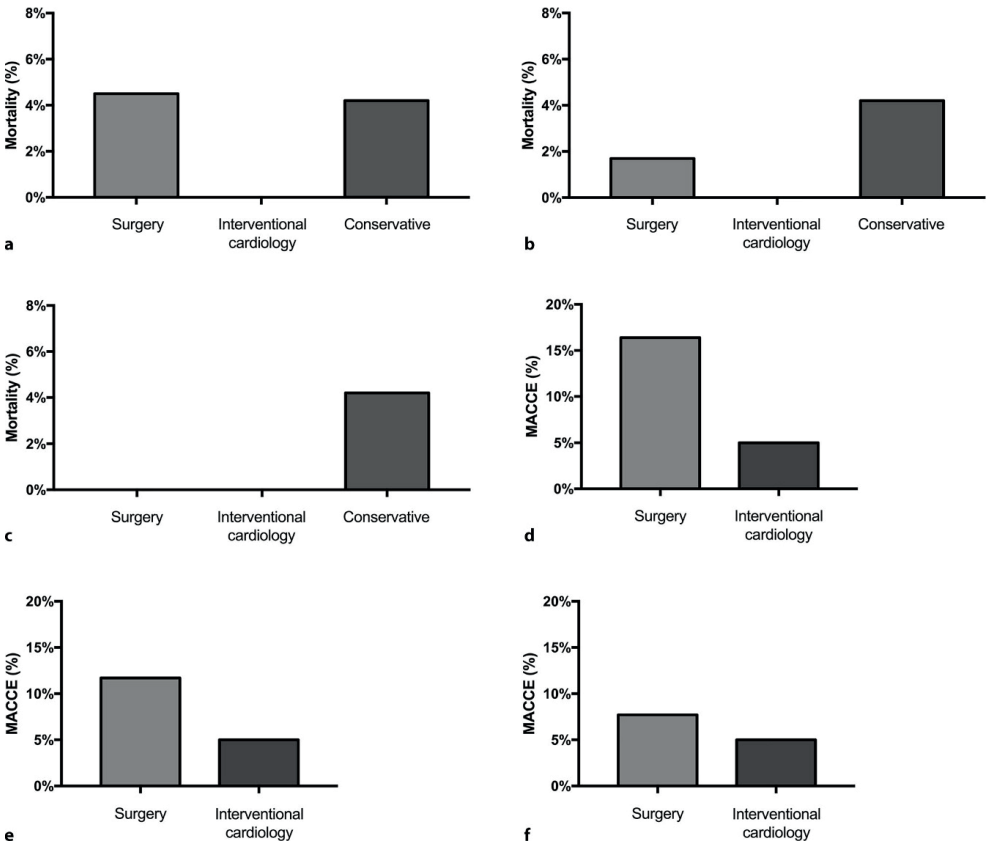 8%
6%
4%
2%
0%
Mortality (%)
Surgery
Interventional
cardiology
Conservative
a
8%
6%
4%
2%
0%
Mortality (%)
Surgery
Interventional
cardiology
Conservative
b
8%
6%
4%
2%
0%
Mortality (%)
Surgery
Interventional
cardiology
Conservative
c
20%
15%
10%
5%
0%
MACCE (%)
Surgery
Interventional
cardiology
d
20%
15%
10%
5%
0%
MACCE (%)
Surgery
Interventional
cardiology
e
20%
15%
10%
5%
0%
MACCE (%)
Surgery
Interventional
cardiology
f